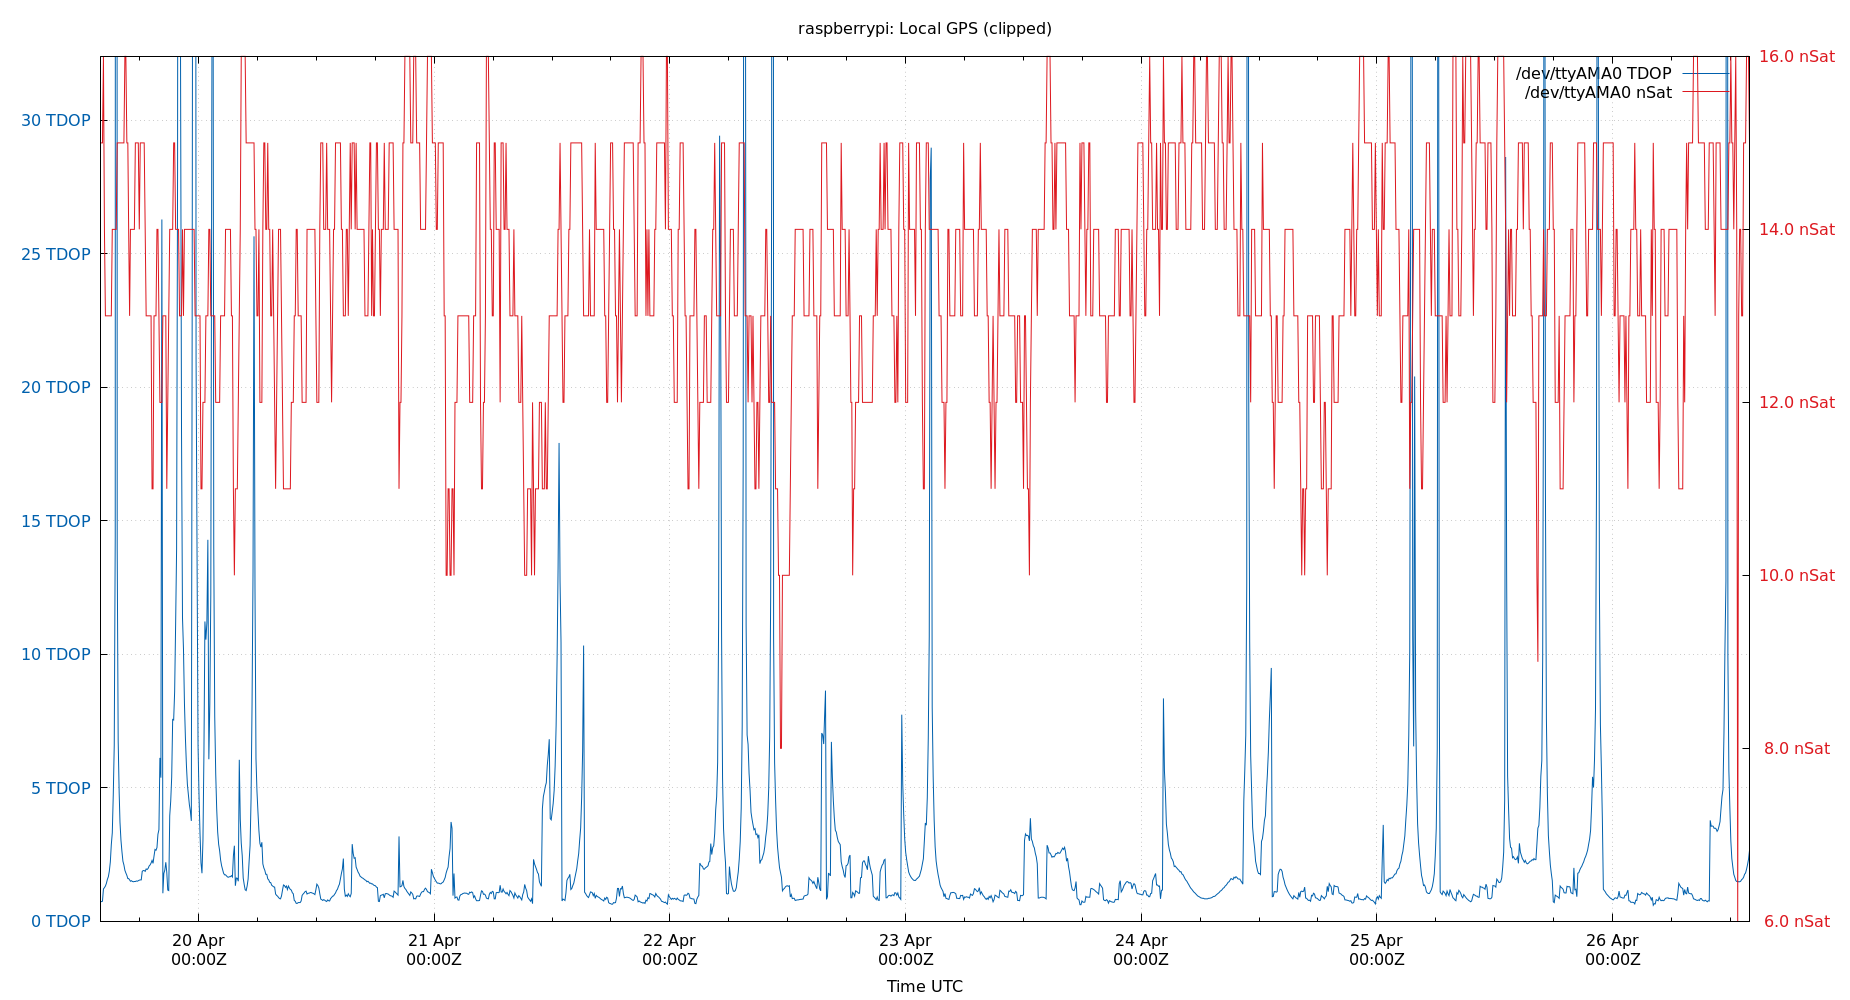 raspberrypi: Local GPS (clipped)
/dev/ttyAMA0 TDOP
/dev/ttyAMA0 nSat
30 TDOP
25 TDOP
20 TDOP
15 TDOP
10 TDOP
5 TDOP
0 TDOP
16.0 nSat
14.0 nSat
12.0 nSat
10.0 nSat
8.0 nSat
6.0 nSat
20 Apr
00:00Z
21 Apr
00:00Z
22 Apr
00:00Z
23 Apr
00:00Z
24 Apr
00:00Z
25 Apr
00:00Z
26 Apr
00:00Z
Time UTC